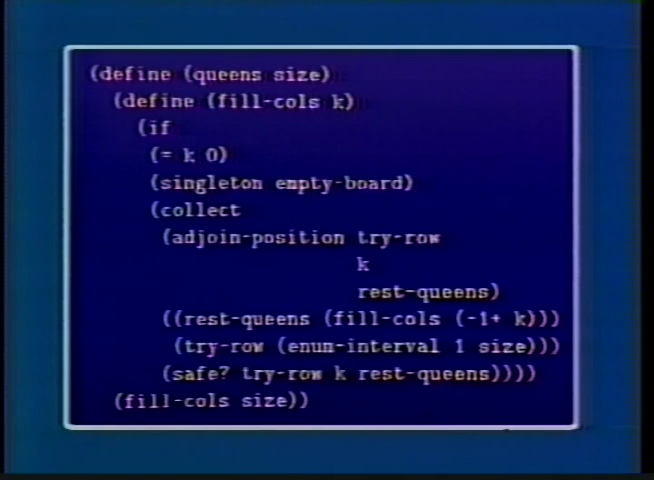 (define (queens size)
(define (fill-cols k)
(if
(= k 0)
(singleton empty-board)
(collect
(adjoin-position try-row
k
rest-queens)
((rest-queens (fill-cols (-1+ k)))
(try-row (enum-interval 1 size)))
(safe? try-row k rest-queens))))
(fill-cols size))